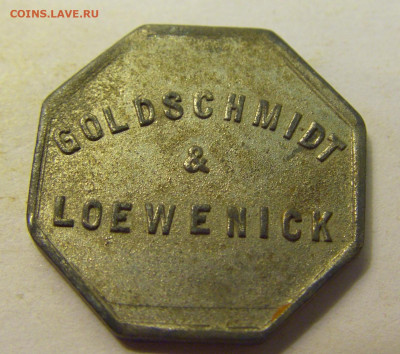 COINS.LAVE.RU
GOLDSCHMIDT
&
LOEWENICK